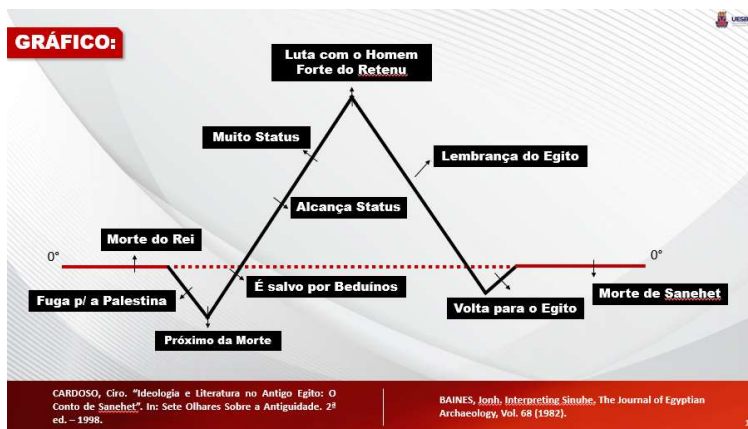 UESB
GRÁFICO:
Luta com o Homem
Forte do Retenu
Muito Status
Lembrança do Egito
Alcança Status
Morte do Rei
0°
0°
É salvo por Beduínos
Fuga p/ a Palestina
Volta para o Egito
Morte de Sanehet
Próximo da Morte
CARDOSO, Ciro. “Ideologia e Literatura no Antigo Egito: O
Conto de Sanehet”. In: Sete Olhares Sobre a Antiguidade. 2ª
ed. – 1998.
BAINES, Jonh. Interpreting Sinuhe, The Journal of Egyptian
Archaeology, Vol. 68 (1982).